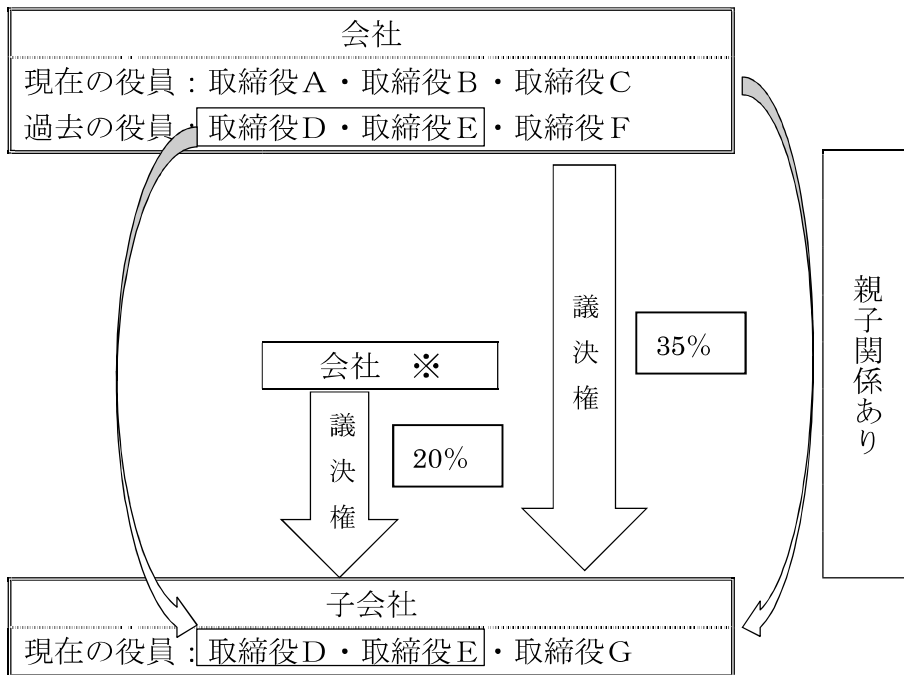 会社
現在の役員：取締役A・取締役B・取締役C
過去の役員：取締役D・取締役E・取締役F
議決権
35%
親子関係あり
会社　※
議決権
20%
子会社
現在の役員：取締役D・取締役E・取締役G